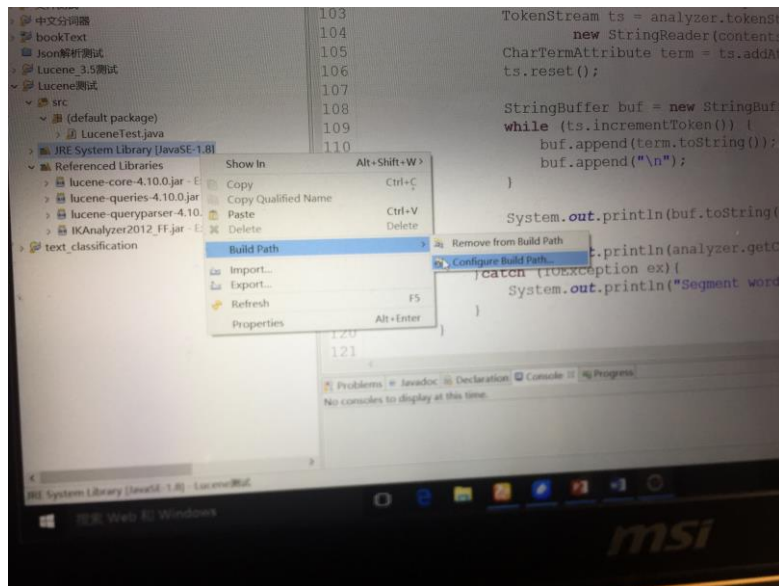 中文分词器
bookText
Json解析测试
Lucene_3.5测试
Lucene测试
src
(default package)
LuceneTest.java
JRE System Library [JavaSE-1.8]
Referenced Libraries
lucene-core-4.10.0.jar - E
lucene-queries-4.10.0.jar
lucene-queryparser-4.10.
IKAnalyzer2012_FF.jar - E
text_classification
Show In Alt+Shift+W >
Copy Ctrl+C
Copy Qualified Name
Paste Ctrl+V
Delete Delete
Build Path
Import...
Export...
Refresh F5
Properties Alt+Enter
Remove from Build Path
Configure Build Path...
103 TokenStream ts = analyzer.tokenS
104 new StringReader(contents
105 CharTermAttribute term = ts.addA
106 ts.reset();
107
108 StringBuffer buf = new StringBuf
109 while (ts.incrementToken()) {
110 buf.append(term.toString());
buf.append("\n");
}
System.out.println(buf.toString(
t.println(analyzer.getC
}catch (IOException ex){
System.out.println("Segment word
}
120 }
121
Problems @ Javadoc Declaration Console Progress
No consoles to display at this time.
JRE System Library [JavaSE-1.8] - Lucene测试
搜索 Web 和 Windows
msi